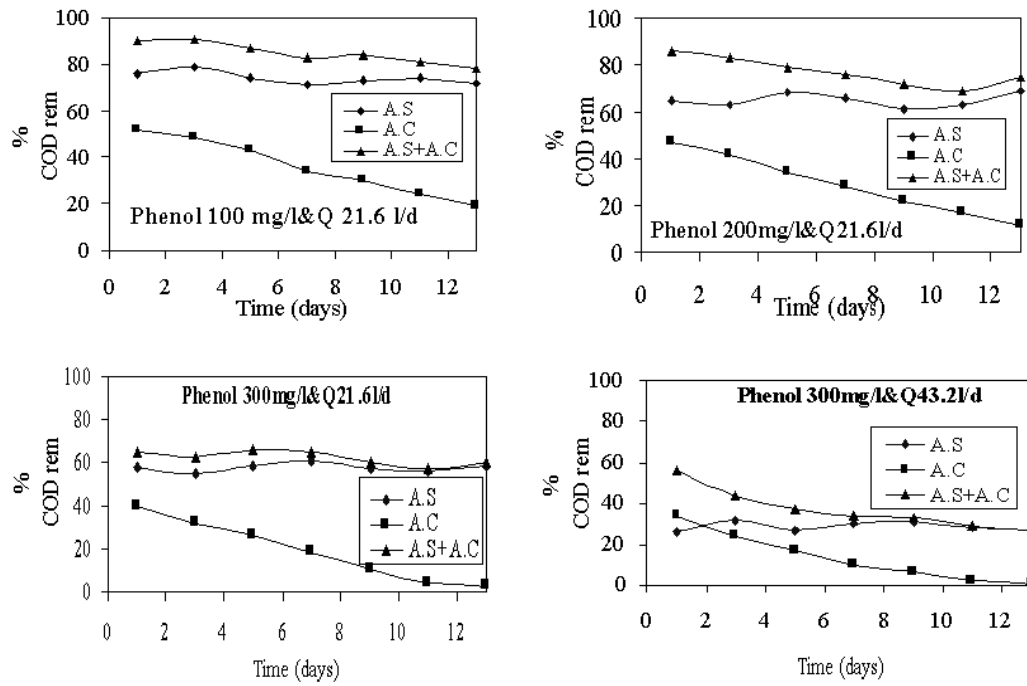 100
80
60
40
20
0
%
COD rem
A.S
A.C
A.S+A.C
Phenol 100 mg/l&Q 21.6 l/d
0 2 4 6 8 10 12
Time (days)
100
80
60
40
20
0
%
COD rem
A.S
A.C
A.S+A.C
Phenol 200mg/l&Q21.6l/d
0 2 4 6 8 10 12
Time (days)
100
80
60
40
20
0
%
COD rem
Phenol 300mg/l&Q21.6l/d
A.S
A.C
A.S+A.C
0 2 4 6 8 10 12
Time (days)
100
80
60
40
20
0
%
COD rem
Phenol 300mg/l&Q43.2l/d
A.S
A.C
A.S+A.C
0 2 4 6 8 10 12
Time (days)